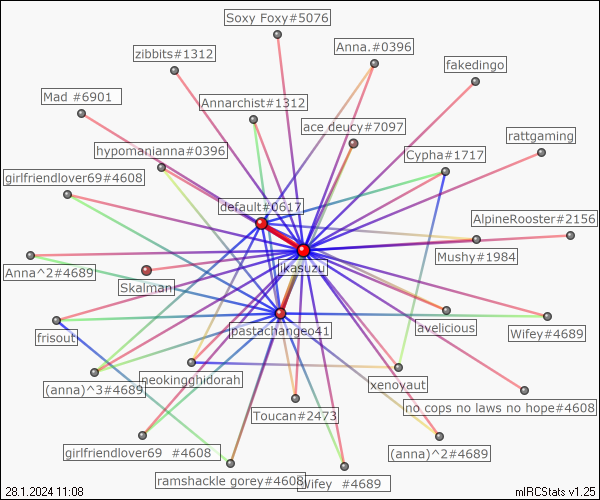 Soxy Foxy#5076
Anna.#0396
zibbits#1312
fakedingo
Mad #6901
Annarchist#1312
ace deucy#7097
rattgaming
hypomanianna#0396
Cypha#1717
girlfriendlover69#4608
default#0617
AlpineRooster#2156
Mushy#1984
Anna^2#4689
ikasuzu
Skalman
frisout
pastachangeo41
avelicious
Wifey#4689
(anna)^3#4689
neokingghidorah
xenoyaut
Toucan#2473
no cops no laws no hope#4608
girlfriendlover69 #4608
(anna)^2#4689
ramshackle gorey#4608
Wifey #4689
28.1.2024 11:08
mIRCStats v1.25